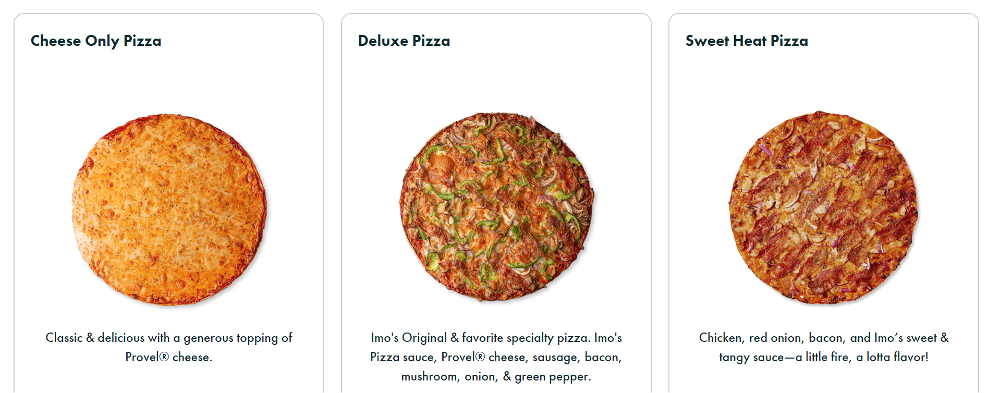 Cheese Only Pizza
Classic & delicious with a generous topping of
Provel® cheese.
Deluxe Pizza
Imo's Original & favorite specialty pizza. Imo's
Pizza sauce, Provel® cheese, sausage, bacon,
mushroom, onion, & green pepper.
Sweet Heat Pizza
Chicken, red onion, bacon, and Imo’s sweet &
tangy sauce—a little fire, a lotta flavor!